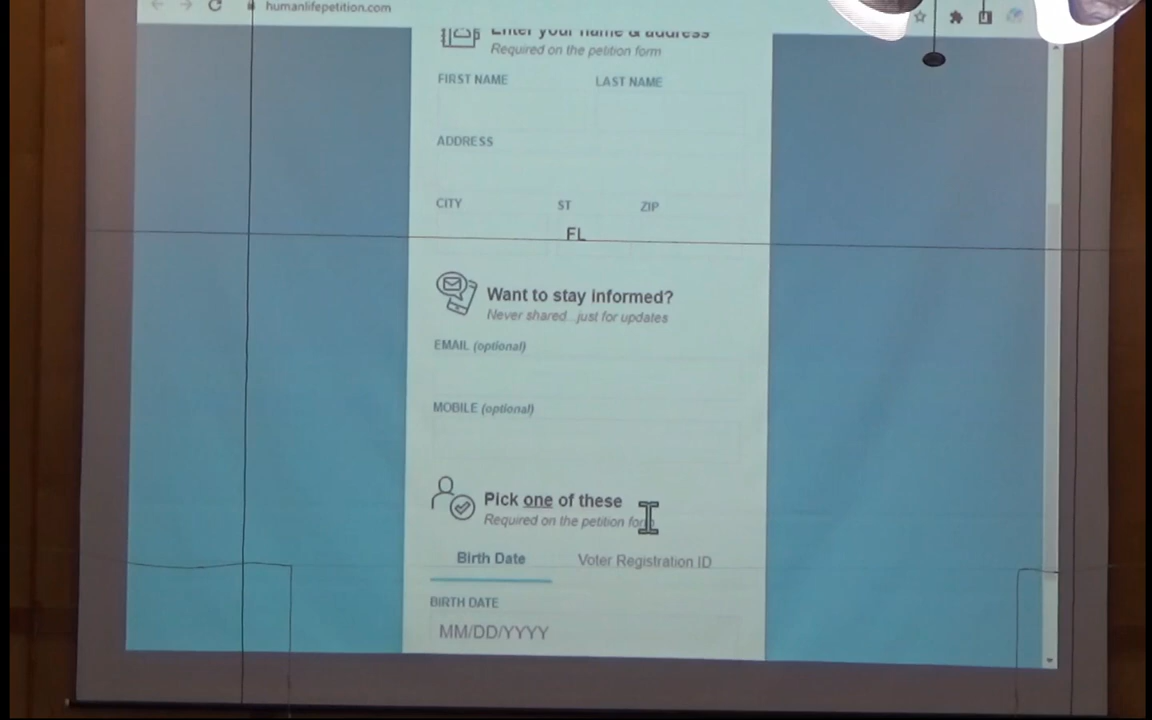 humanlifepetition.com
Enter your name & address
Required on the petition form
FIRST NAME LAST NAME
ADDRESS
CITY ST ZIP
FL
Want to stay informed?
Never shared...just for updates
EMAIL (optional)
MOBILE (optional)
Pick one of these
Required on the petition form
Birth Date Voter Registration ID
BIRTH DATE
MM/DD/YYYY